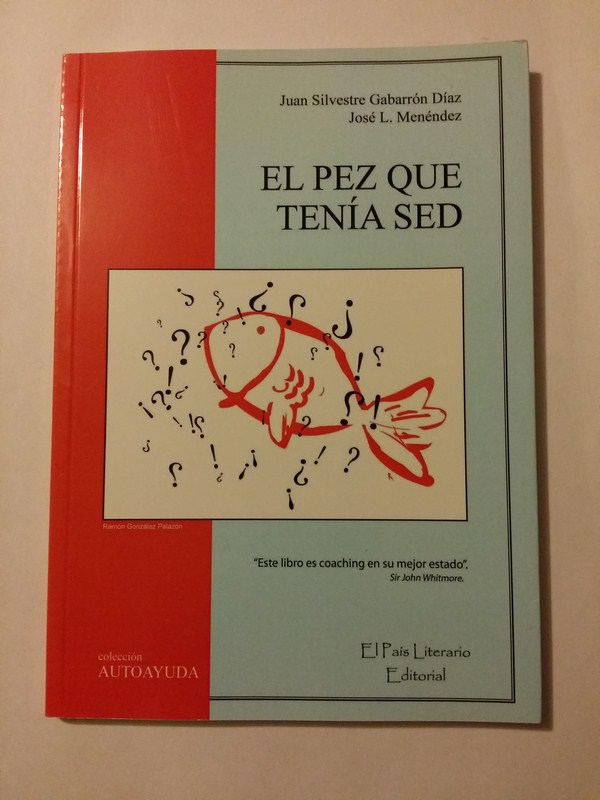 Juan Silvestre Gabarrón Díaz
José L. Menéndez
EL PEZ QUE
TENÍA SED
Ramón González Palazón
"Este libro es coaching en su mejor estado".
Sir John Whitmore.
colección
AUTOAYUDA
El País Literario
Editorial